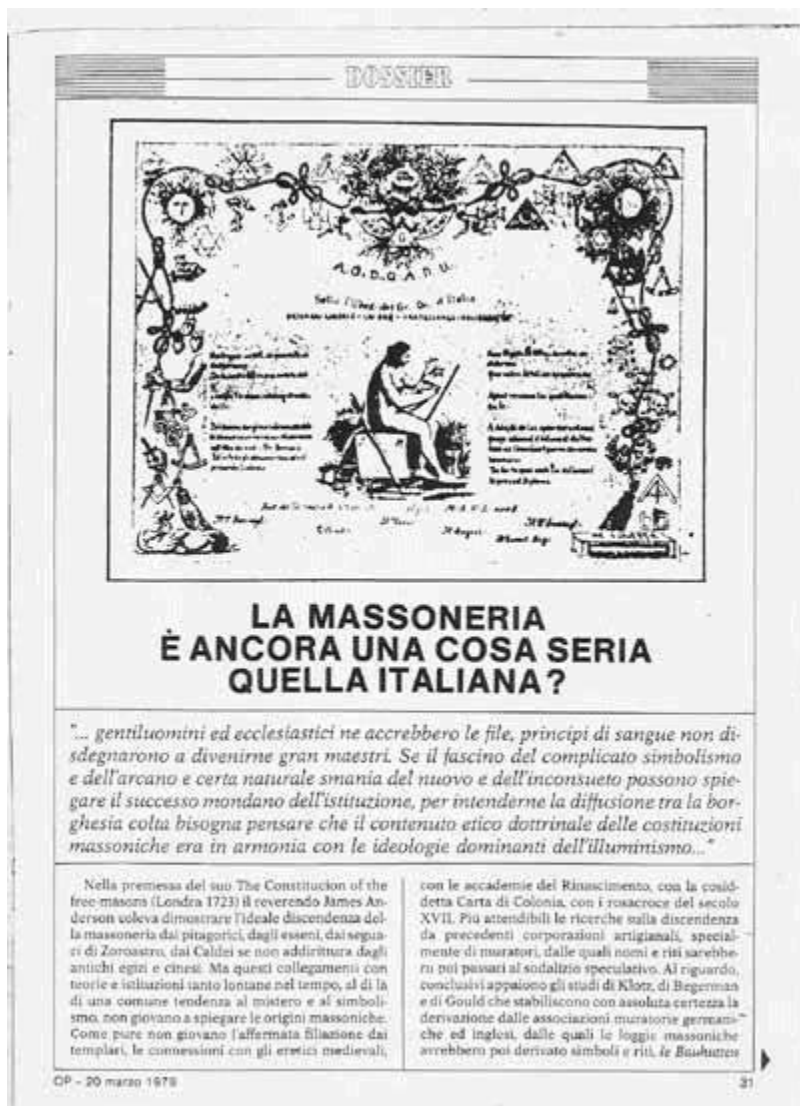 DOSSIER
A.G.D.G.A.D.U.
LA MASSONERIA
È ANCORA UNA COSA SERIA
QUELLA ITALIANA?
"... gentiluomini ed ecclesiastici ne accrebbero le file, principi di sangue non di-
sdegnarono a divenirne gran maestri. Se il fascino del complicato simbolismo
e dell'arcano e certa naturale smania del nuovo e dell'inconsueto possono spie-
gare il successo mondano dell'istituzione, per intenderne la diffusione tra la bor-
ghesia colta bisogna pensare che il contenuto etico dottrinale delle costituzioni
massoniche era in armonia con le ideologie dominanti dell'illuminismo..."
Nella premessa del suo The Constitucion of the
free-masons (Londra 1723) il reverendo James An-
derson voleva dimostrare l'ideale discendenza del-
la massoneria dai pitagorici, dagli esseni, dai segua-
ci di Zoroastro, dai Caldei se non addirittura dagli
antichi egizi e cinesi. Ma questi collegamenti con
teorie e istituzioni tanto lontane nel tempo, al di là
di una comune tendenza al mistero e al simboli-
smo, non giovano a spiegare le origini massoniche.
Come pure non giovano l'affermata filiazione dai
templari, le connessioni con gli eretici medievali,
con le accademie del Rinascimento, con la cosid-
detta Carta di Colonia, con i rosacroce del secolo
XVII. Più attendibili le ricerche sulla discendenza
da precedenti corporazioni artigianali, special-
mente di muratori, dalle quali nomi e riti sarebbe-
ro poi passati al sodalizio speculativo. Al riguardo,
conclusivi appaiono gli studi di Klotz, di Begerman
e di Gould che stabiliscono con assoluta certezza la
derivazione dalle associazioni muratorie germani-
che ed inglesi, dalle quali le loggie massoniche
avrebbero poi derivato simboli e riti, le Bauhutten
OP - 20 marzo 1979
31